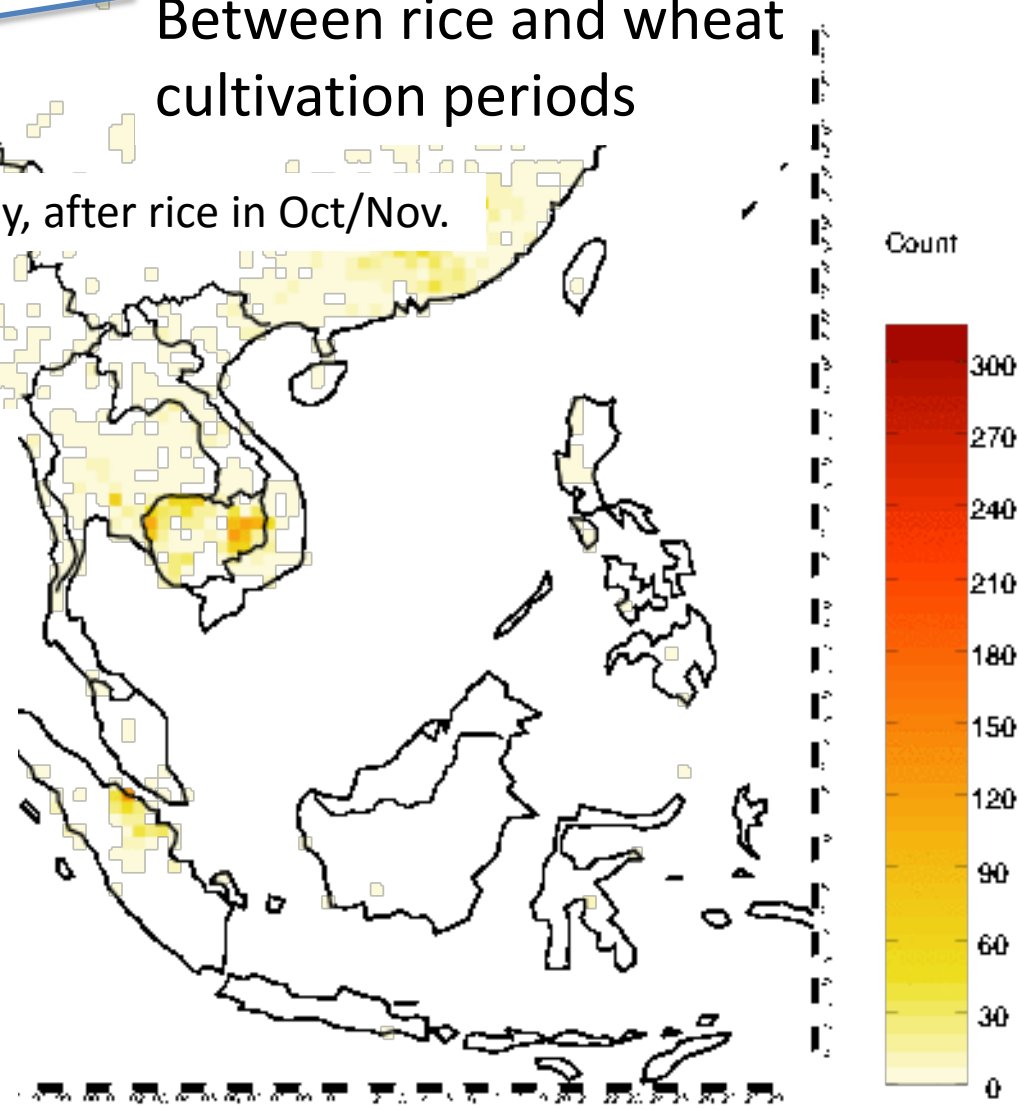 Between rice and wheat
cultivation periods
y, after rice in Oct/Nov.
Count
300
270
240
210
180
150
120
90
60
30
0